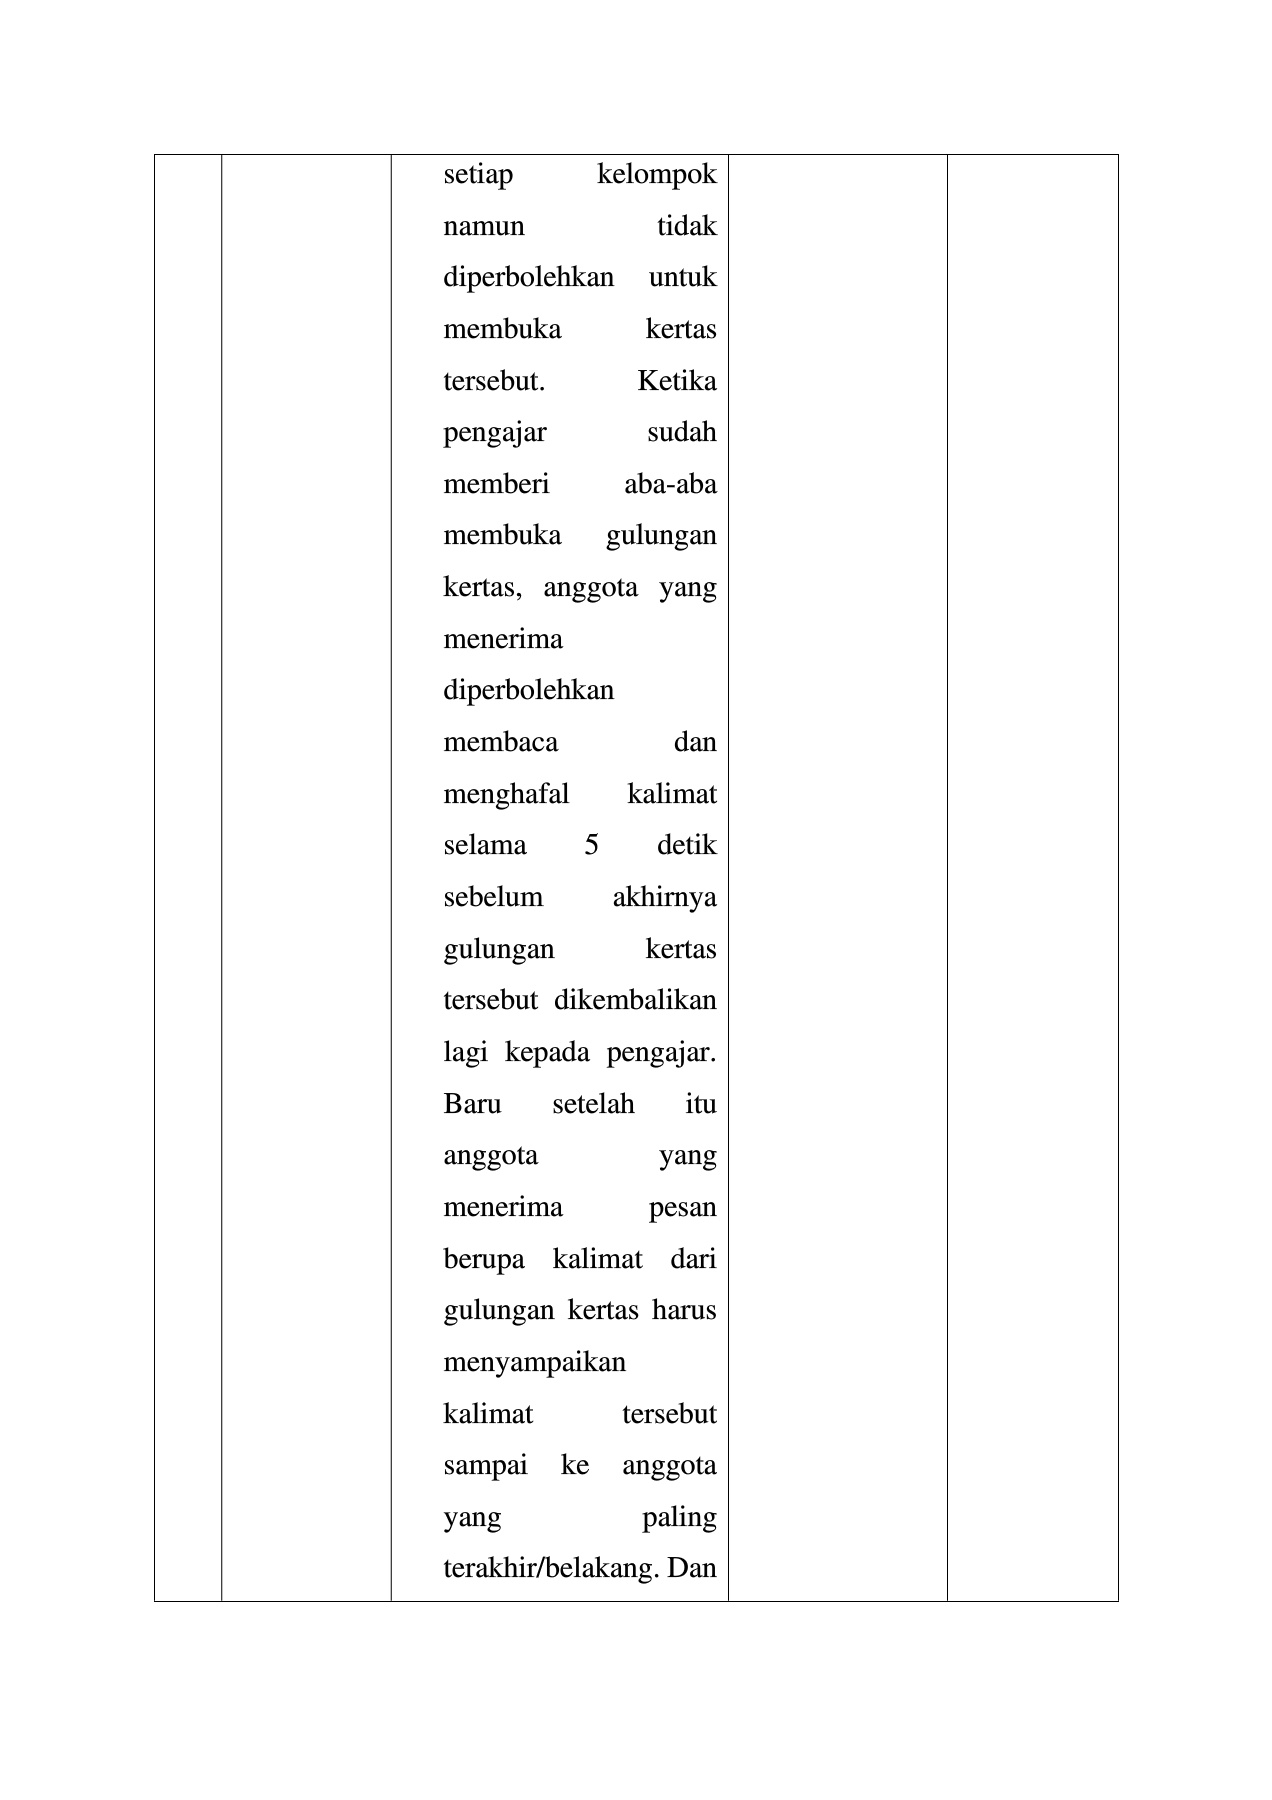 setiap kelompok
namun tidak
diperbolehkan untuk
membuka kertas
tersebut. Ketika
pengajar sudah
memberi aba-aba
membuka gulungan
kertas, anggota yang
menerima
diperbolehkan
membaca dan
menghafal kalimat
selama 5 detik
sebelum akhirnya
gulungan kertas
tersebut dikembalikan
lagi kepada pengajar.
Baru setelah itu
anggota yang
menerima pesan
berupa kalimat dari
gulungan kertas harus
menyampaikan
kalimat tersebut
sampai ke anggota
yang paling
terakhir/belakang. Dan